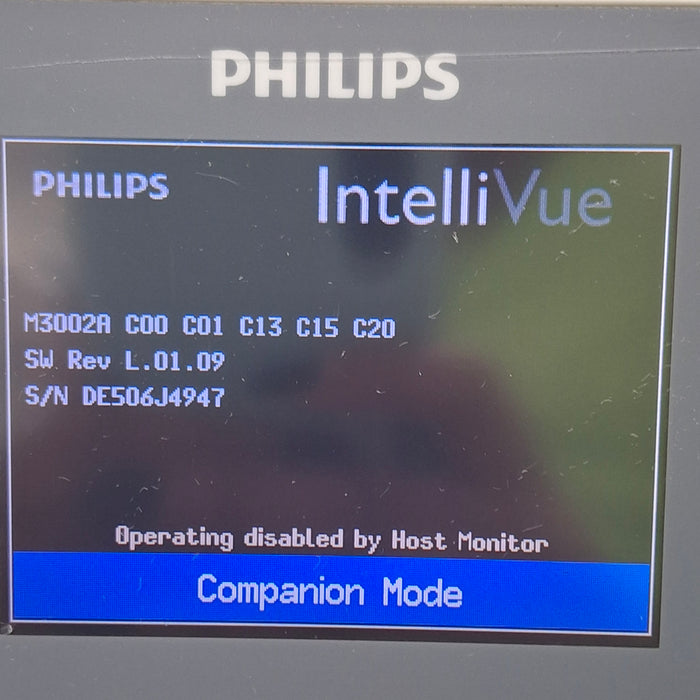 PHILIPS
PHILIPS IntelliVue
M3002A C00 C01 C13 C15 C20
SW Rev L.01.09
S/N DE506J4947
Operating disabled by Host Monitor
Companion Mode